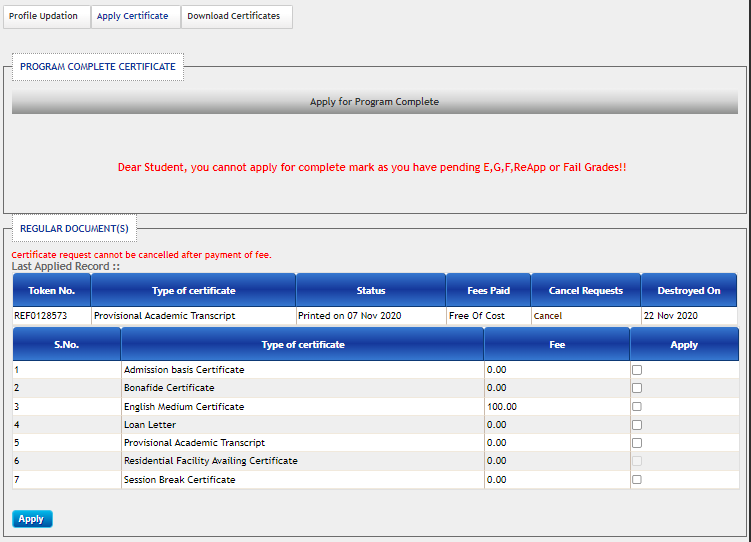 Profile Updation Apply Certificate Download Certificates
PROGRAM COMPLETE CERTIFICATE
Apply for Program Complete
Dear Student, you cannot apply for complete mark as you have pending E,G,F,ReApp or Fail Grades!!
REGULAR DOCUMENT(S)
Certificate request cannot be cancelled after payment of fee.
Last Applied Record ::
Token No. Type of certificate Status Fees Paid Cancel Requests Destroyed On
REF0128573 Provisional Academic Transcript Printed on 07 Nov 2020 Free Of Cost Cancel 22 Nov 2020
S.No. Type of certificate Fee Apply
1 Admission basis Certificate 0.00
2 Bonafide Certificate 0.00
3 English Medium Certificate 100.00
4 Loan Letter 0.00
5 Provisional Academic Transcript 0.00
6 Residential Facility Availing Certificate 0.00
7 Session Break Certificate 0.00
Apply